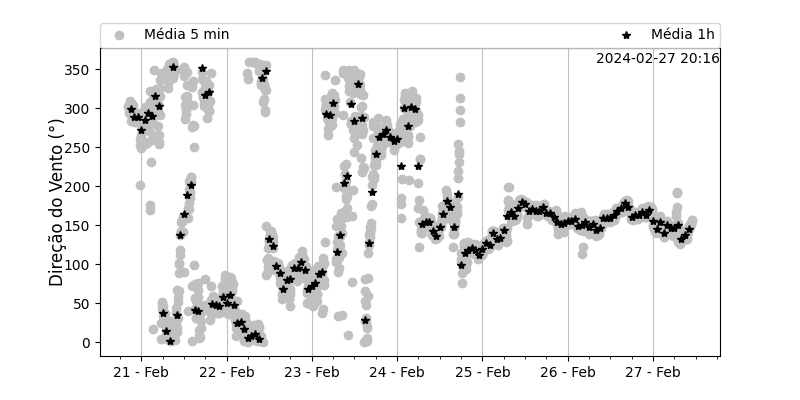 Média 5 min
Média 1h
2024-02-27 20:16
Direção do Vento (°)
350
300
250
200
150
100
50
0
21 - Feb
22 - Feb
23 - Feb
24 - Feb
25 - Feb
26 - Feb
27 - Feb